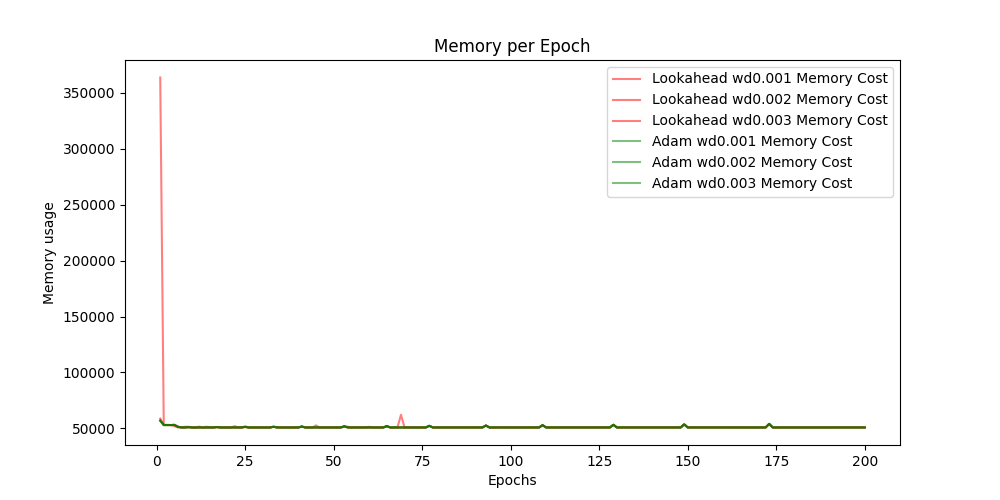 Memory per Epoch
Lookahead wd0.001 Memory Cost
Lookahead wd0.002 Memory Cost
Lookahead wd0.003 Memory Cost
Adam wd0.001 Memory Cost
Adam wd0.002 Memory Cost
Adam wd0.003 Memory Cost
Memory usage
350000
300000
250000
200000
150000
100000
50000
0 25 50 75 100 125 150 175 200
Epochs